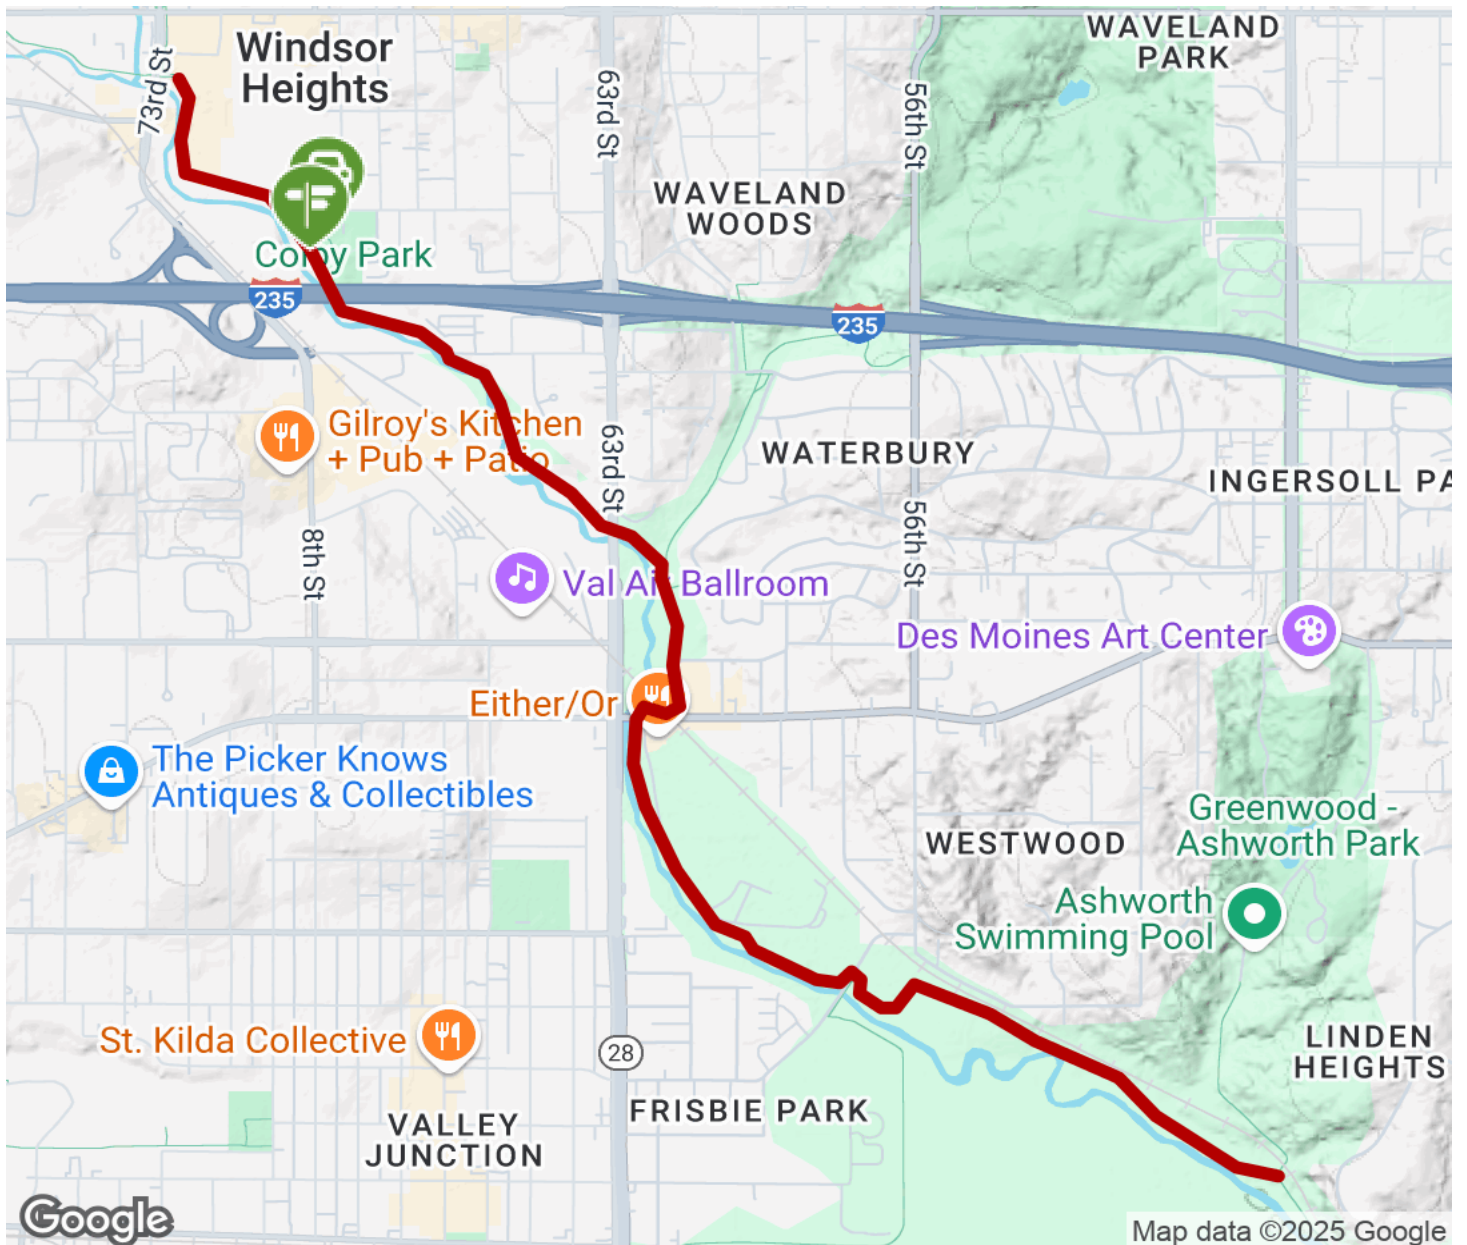 WAVELAND
PARK
Windsor
Heights
73rd St
63rd St
56th St
WAVELAND
WOODS
Colby Park
235
235
Gilroy's Kitchen
+ Pub + Patio
63rd St
WATERBURY
INGERSOLL PA
56th St
8th St
Val Air Ballroom
Des Moines Art Center
Either/Or
The Picker Knows
Antiques & Collectibles
Greenwood -
Ashworth Park
WESTWOOD
Ashworth
Swimming Pool
St. Kilda Collective
28
LINDEN
HEIGHTS
FRISBIE PARK
VALLEY
JUNCTION
Google
Map data ©2025 Google